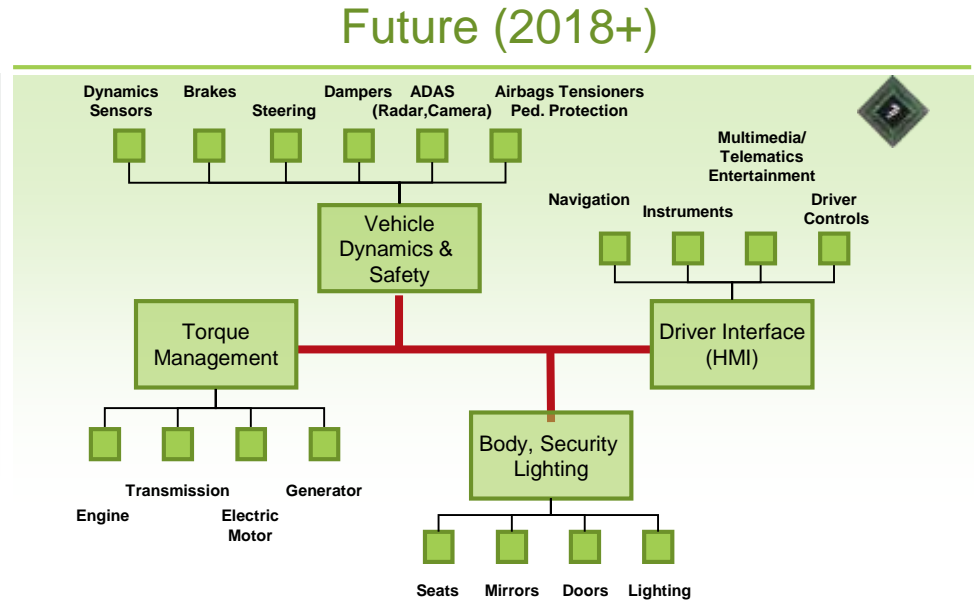 Future (2018+)
Dynamics
Sensors
Brakes
Steering
Dampers
ADAS
(Radar,Camera)
Airbags Tensioners
Ped. Protection
Multimedia/
Telematics
Entertainment
Navigation
Instruments
Driver
Controls
Vehicle
Dynamics &
Safety
Torque
Management
Driver Interface
(HMI)
Body, Security
Lighting
Engine
Transmission
Electric
Motor
Generator
Seats
Mirrors
Doors
Lighting